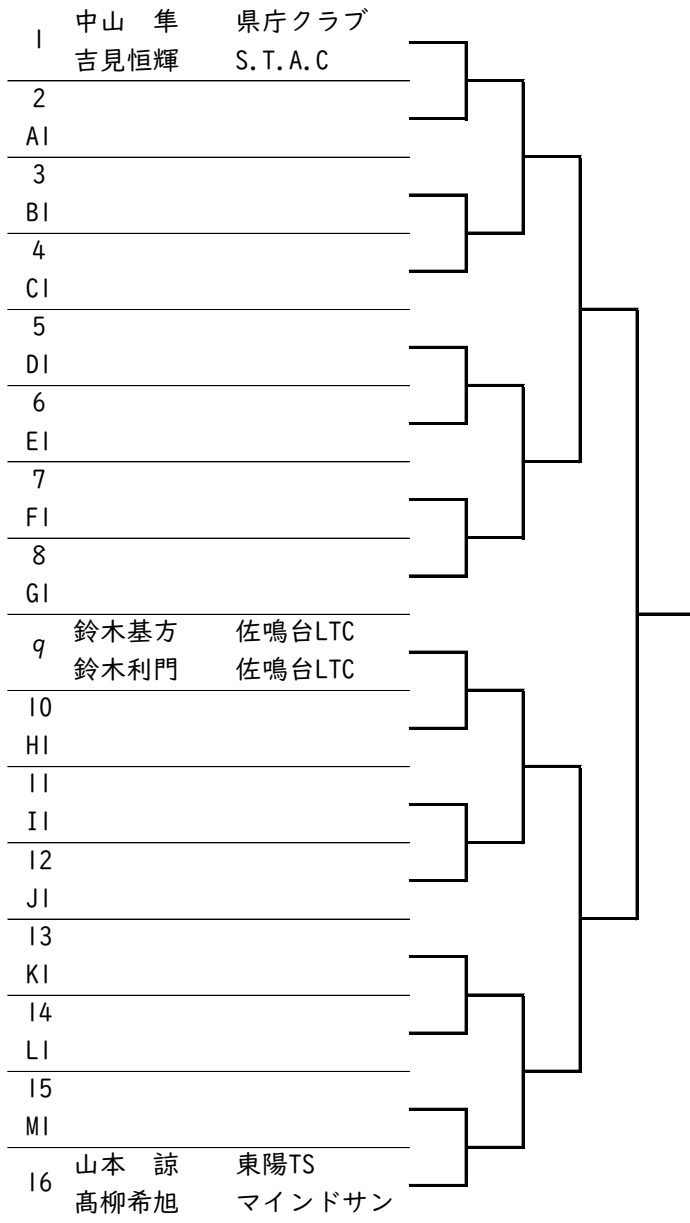 1 中山　隼 県庁クラブ
吉見恒輝 S.T.A.C
2
A1
3
B1
4
C1
5
D1
6
E1
7
F1
8
G1
9 鈴木基方 佐鳴台LTC
鈴木利門 佐鳴台LTC
10
H1
11
I1
12
J1
13
K1
14
L1
15
M1
16 山本　諒 東陽TS
髙柳希旭 マインドサン